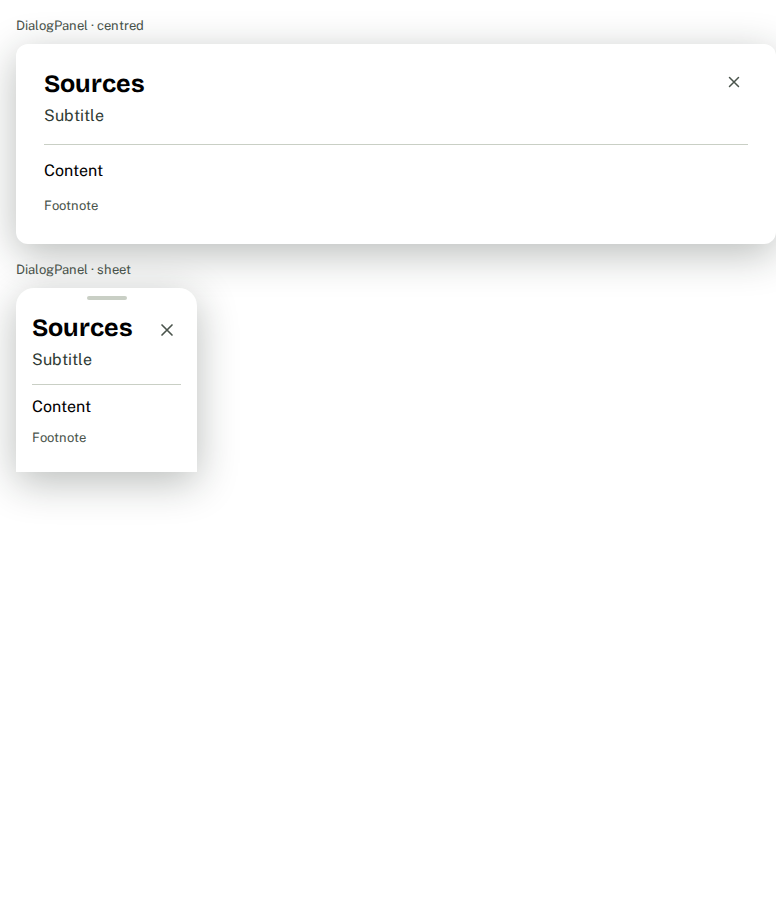 DialogPanel · centred
Sources
Subtitle
Content
Footnote
DialogPanel · sheet
Sources
Subtitle
Content
Footnote